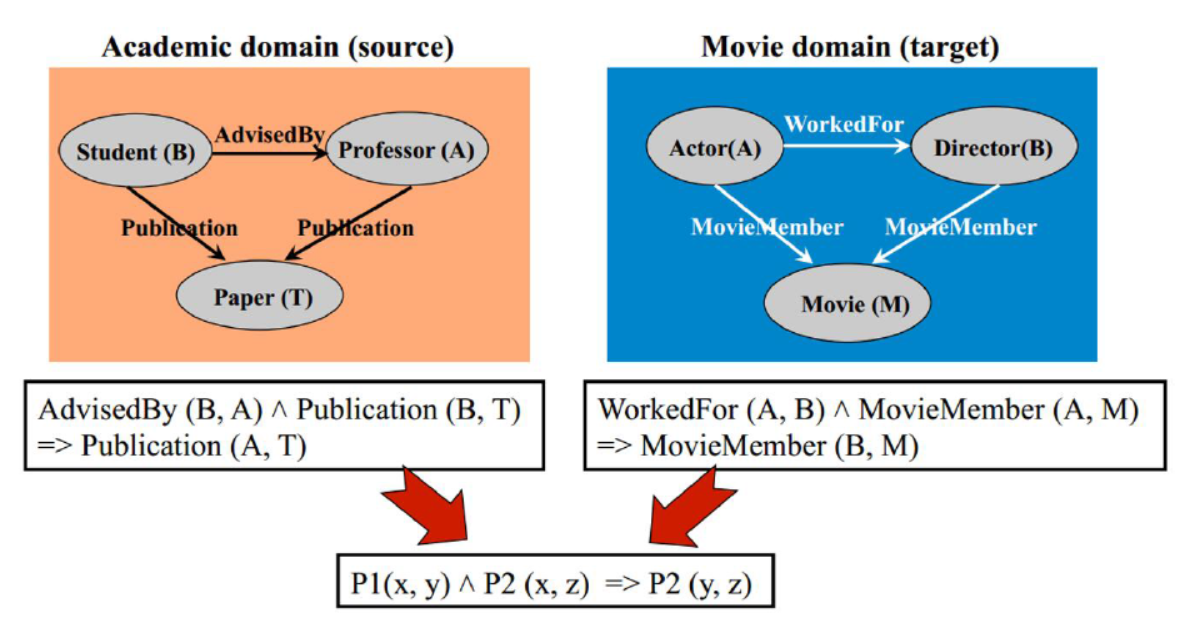 Academic domain (source)
Movie domain (target)
Student (B)
AdvisedBy
Professor (A)
Publication
Publication
Paper (T)
Actor(A)
WorkedFor
Director(B)
MovieMember
MovieMember
Movie (M)
AdvisedBy (B, A) ∧ Publication (B, T)
=> Publication (A, T)
WorkedFor (A, B) ∧ MovieMember (A, M)
=> MovieMember (B, M)
P1(x, y) ∧ P2 (x, z) => P2 (y, z)